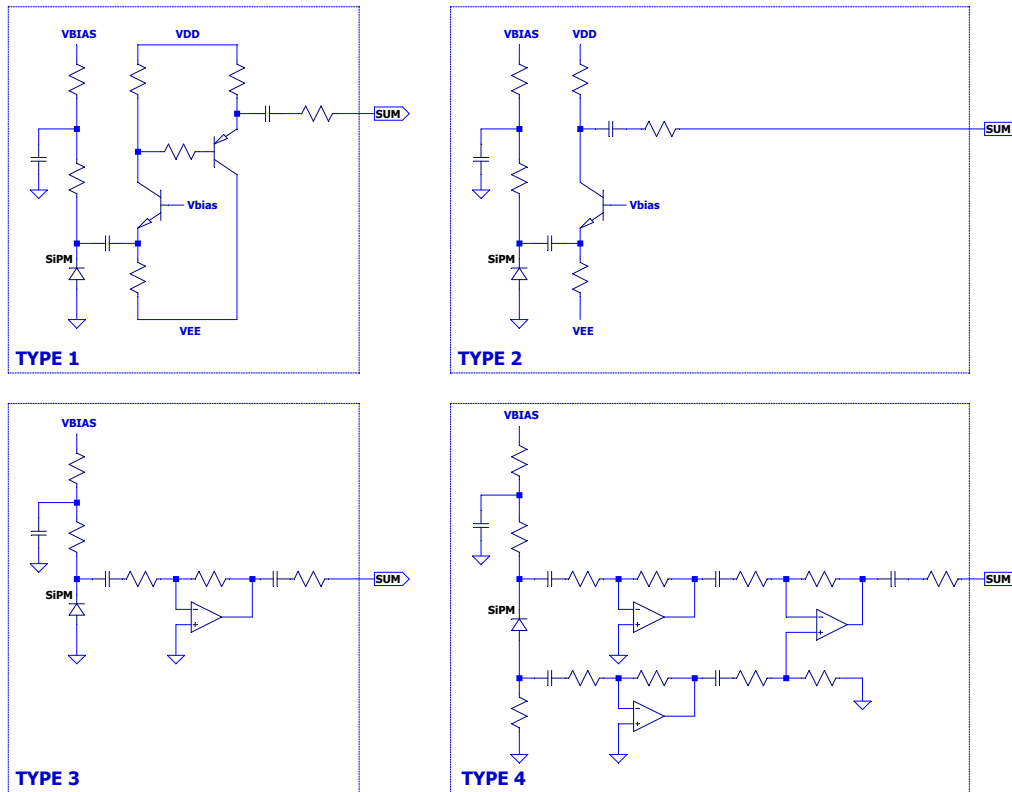 VBIAS
VDD
SUM
Vbias
SiPM
VEE
TYPE 1
VBIAS
VDD
SUM
Vbias
SiPM
VEE
TYPE 2
VBIAS
SUM
SiPM
TYPE 3
VBIAS
SUM
SiPM
TYPE 4